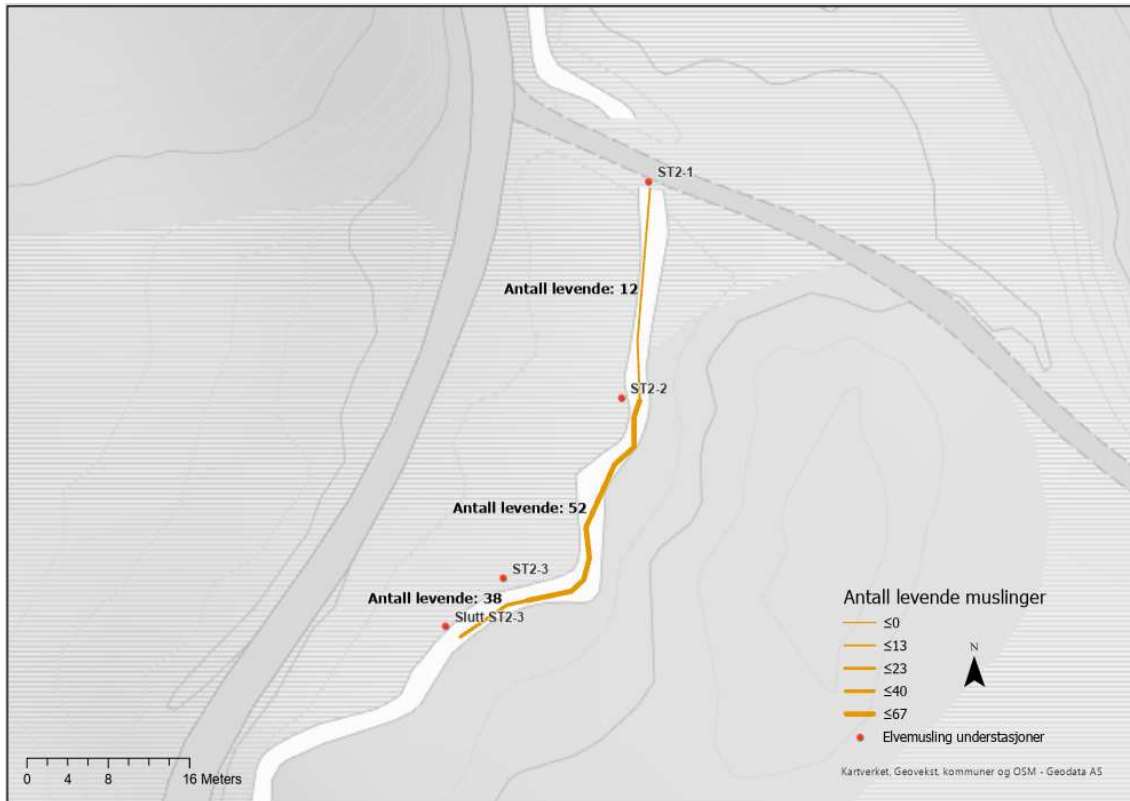 ST2-1
Antall levende: 12
ST2-2
Antall levende: 52
ST2-3
Antall levende: 38
Slutt ST2-3
Antall levende muslinger
≤0
≤13
≤23
≤40
≤67
Elvemusling understasjoner
N
0 4 8 16 Meters
Kartverket, Geovekst, kommuner og OSM - Geodata AS